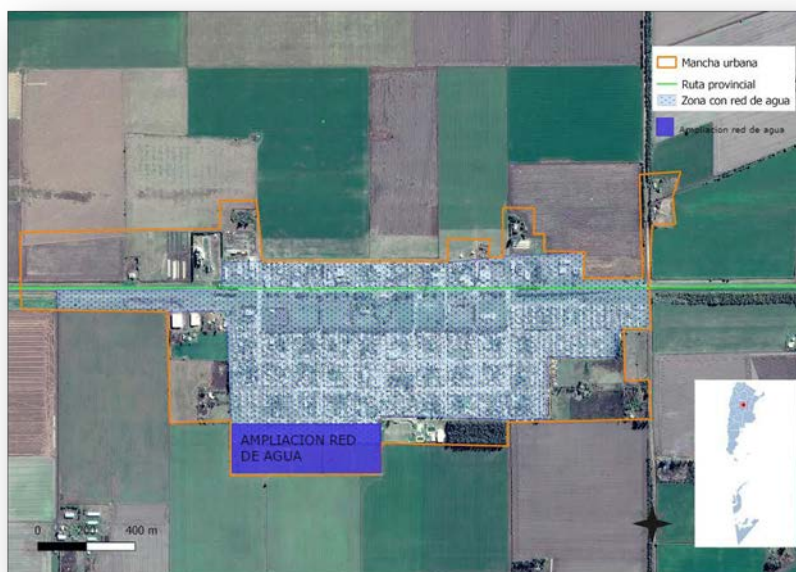 Mancha urbana
Ruta provincial
Zona con red de agua
Ampliacion red de agua
AMPLIACION RED
DE AGUA
0 200 400 m